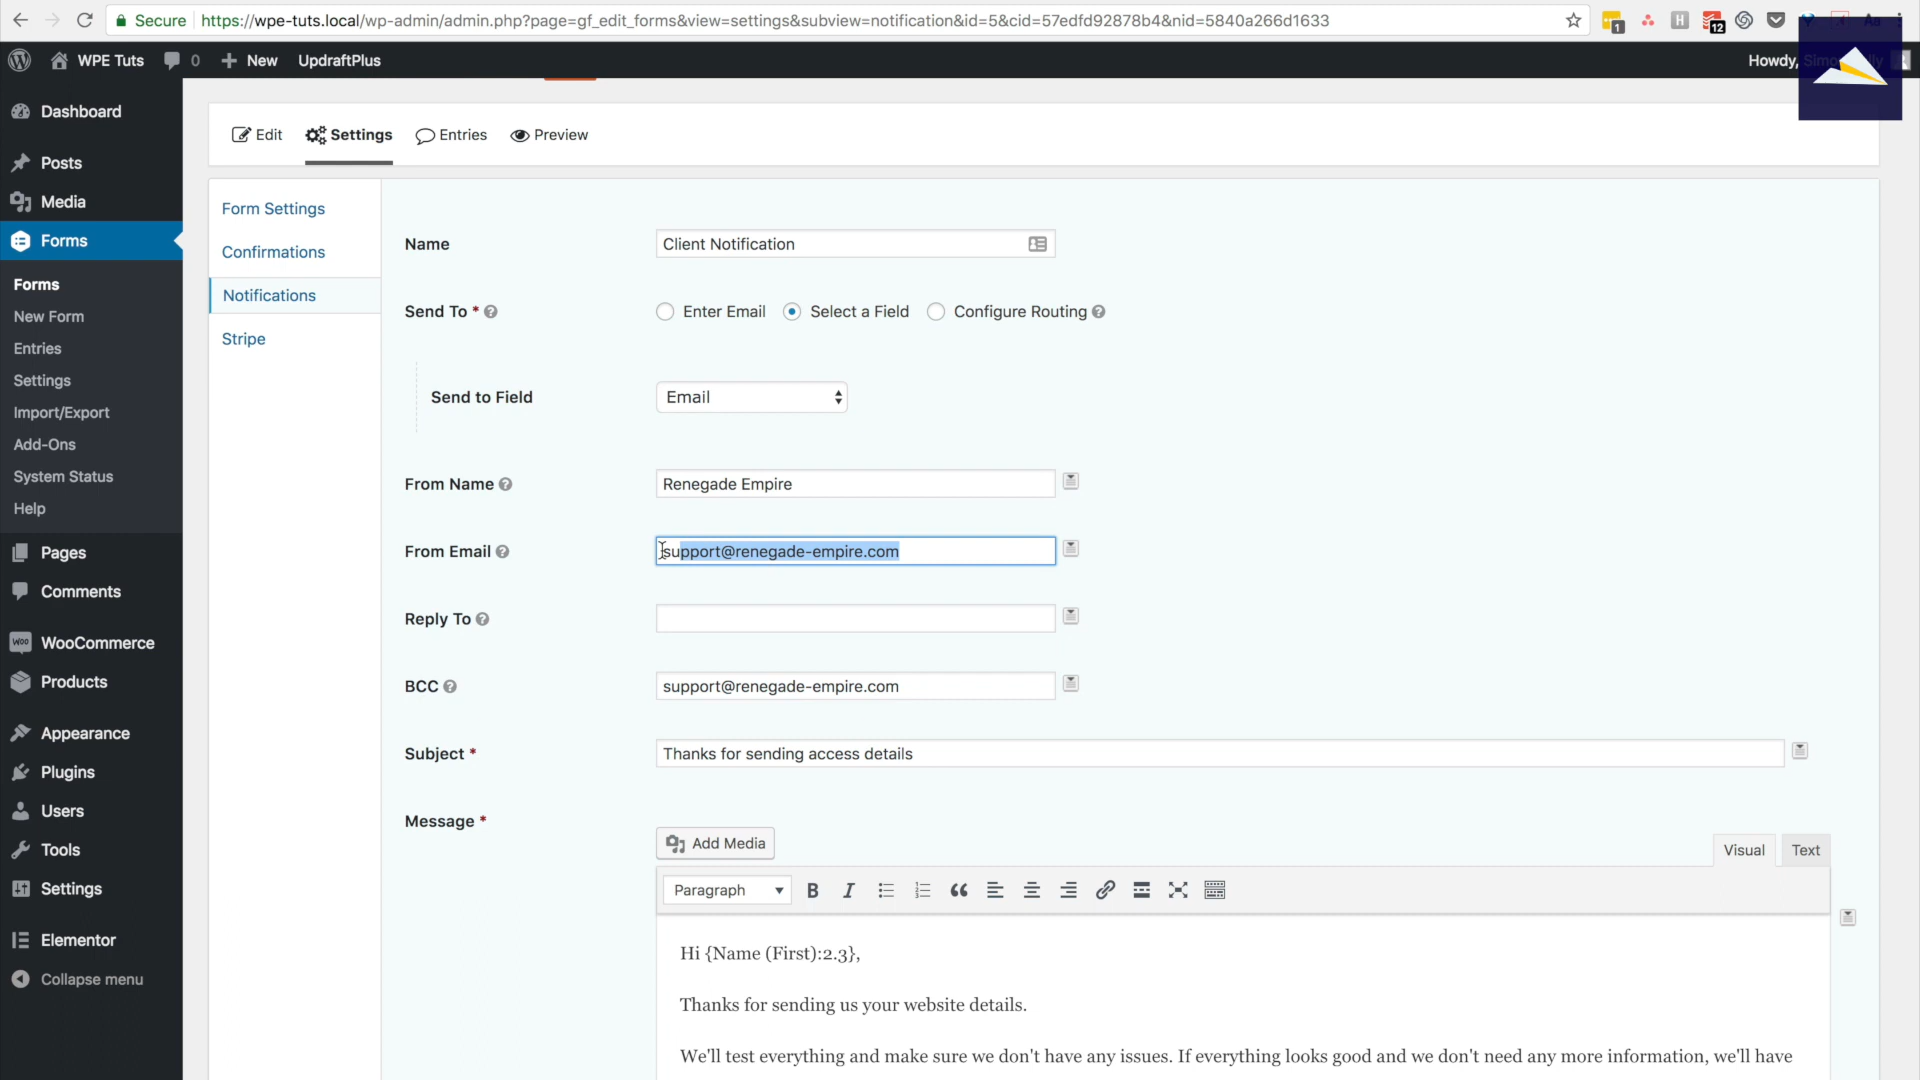 Secure https://wpe-tuts.local/wp-admin/admin.php?page=gf_edit_forms&view=settings&subview=notification&id=5&cid=57edfd92878b4&nid=5840a266d1633
1
H
12
WPE Tuts 0 New UpdraftPlus Howdy,
Dashboard
Posts
Media
Forms
Forms
New Form
Entries
Settings
Import/Export
Add-Ons
System Status
Help
Pages
Comments
WooCommerce
Products
Appearance
Plugins
Users
Tools
Settings
Elementor
Collapse menu
Edit Settings Entries Preview
Form Settings
Confirmations
Notifications
Stripe
Name Client Notification
Send To * Enter Email Select a Field Configure Routing
Send to Field Email
From Name Renegade Empire
From Email support@renegade-empire.com
Reply To
BCC support@renegade-empire.com
Subject * Thanks for sending access details
Message *
Add Media
Visual Text
Paragraph B I
Hi {Name (First):2.3},
Thanks for sending us your website details.
We'll test everything and make sure we don't have any issues. If everything looks good and we don't need any more information, we'll have